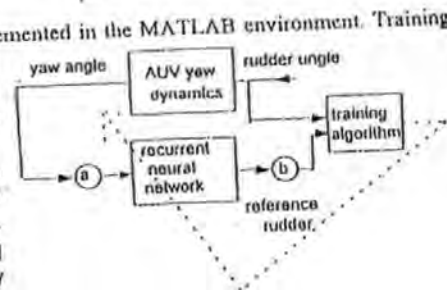 emented in the MATLAB environment. Training
yaw angle
AUV yaw
dynamics
rudder ungle
training
algorithm
a
recurrent
neural
network
b
reference
rudder